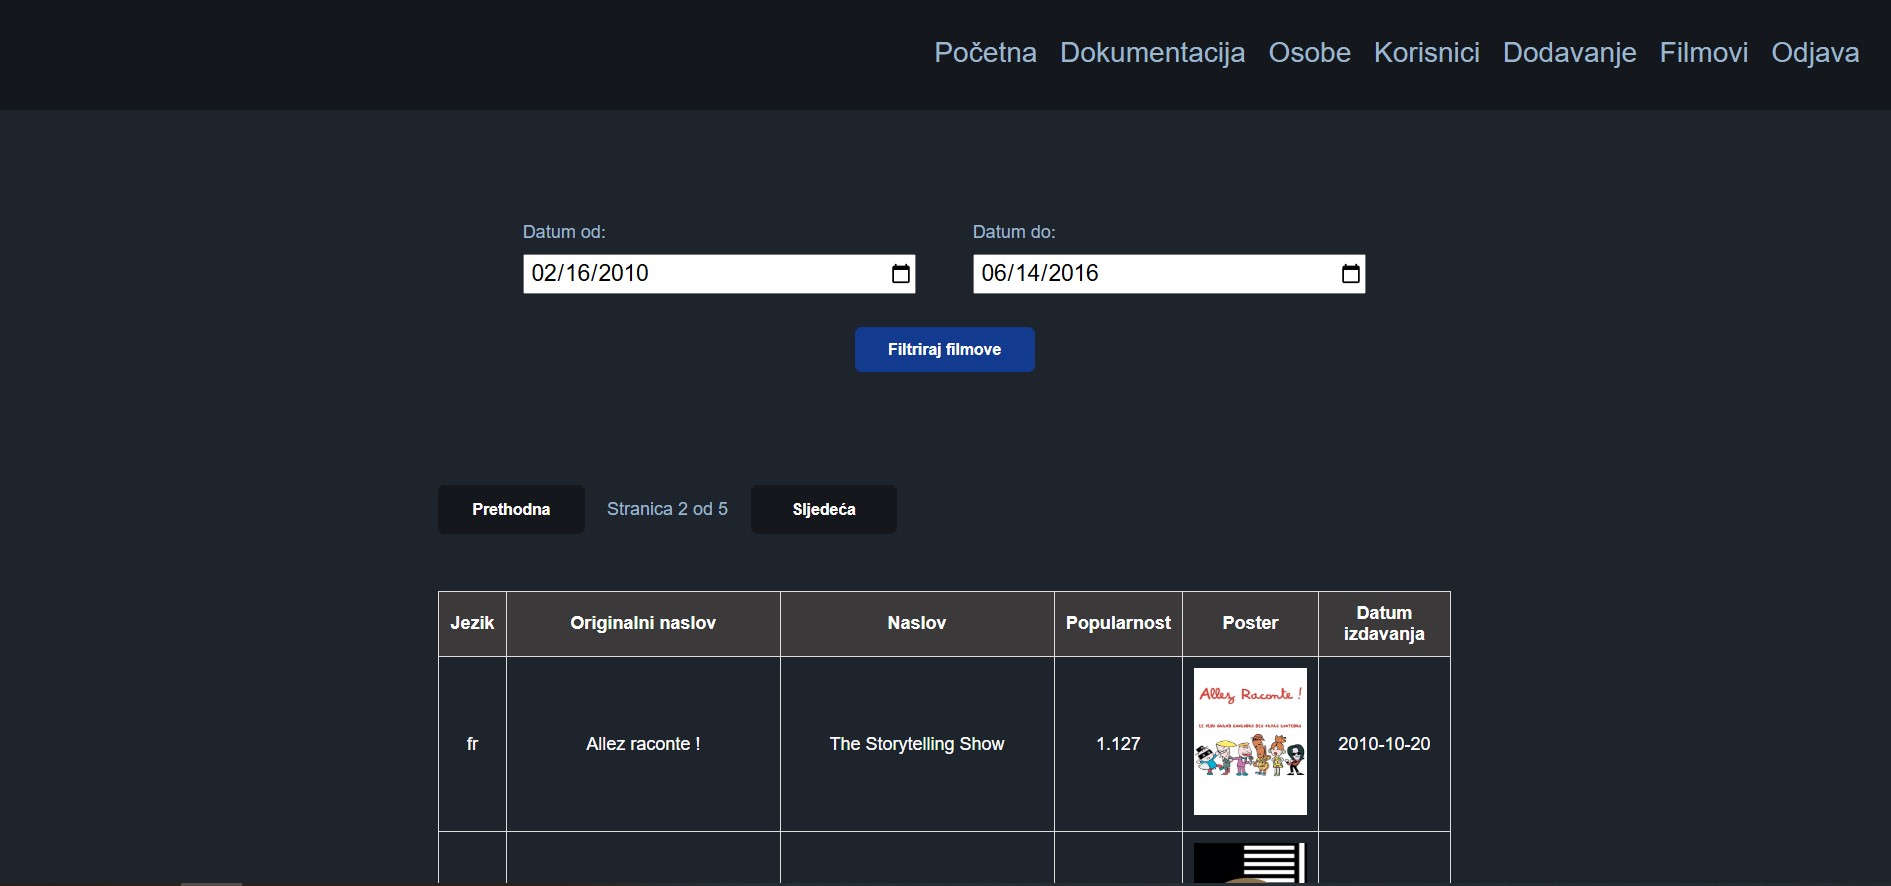 Početna Dokumentacija Osobe Korisnici Dodavanje Filmovi Odjava
Datum od: Datum do:
02/16/2010 06/14/2016
Filtriraj filmove
Prethodna Stranica 2 od 5 Sljedeća
Jezik Originalni naslov Naslov Popularnost Poster Datum izdavanja
Allez Raconte !
fr Allez raconte ! The Storytelling Show 1.127 2010-10-20